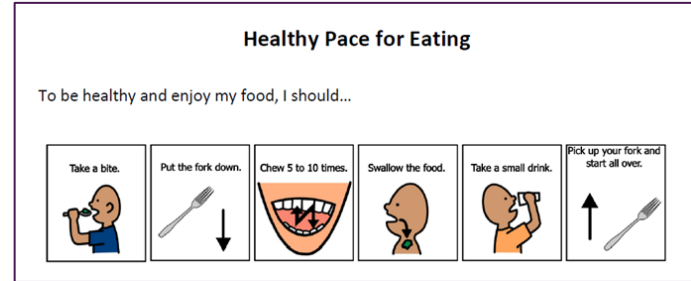 Healthy Pace for Eating
To be healthy and enjoy my food, I should...
Take a bite.
Put the fork down.
Chew 5 to 10 times.
Swallow the food.
Take a small drink.
Pick up your fork and
start all over.